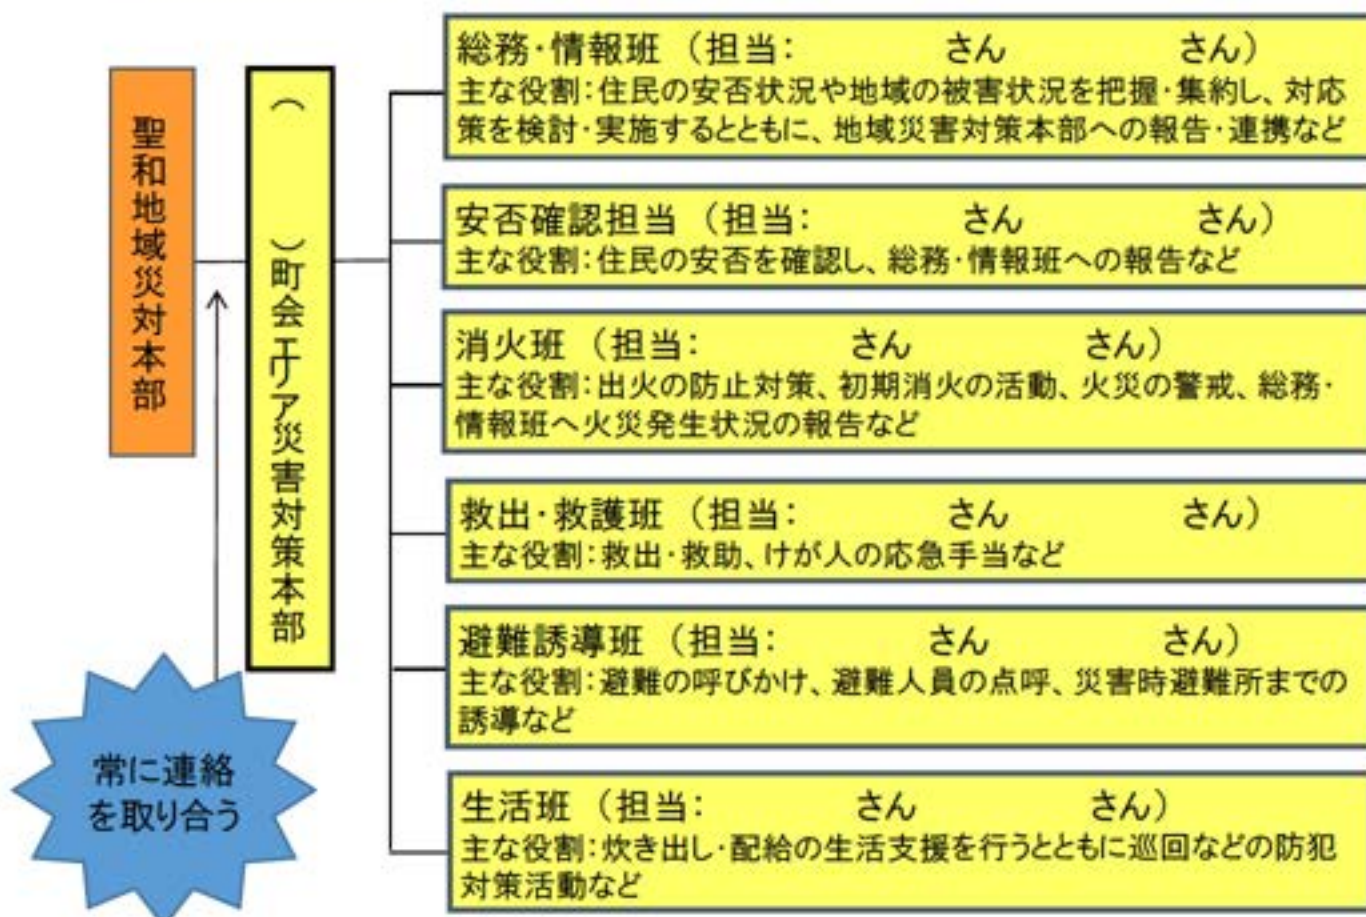 聖和地域災対本部
(　　)町会エリア災害対策本部
常に連絡
を取り合う
総務・情報班 (担当:　　さん　　さん)
主な役割:住民の安否状況や地域の被害状況を把握・集約し、対応
策を検討・実施するとともに、地域災害対策本部への報告・連携など
安否確認担当 (担当:　　さん　　さん)
主な役割:住民の安否を確認し、総務・情報班への報告など
消火班 (担当:　　さん　　さん)
主な役割:出火の防止対策、初期消火の活動、火災の警戒、総務・
情報班へ火災発生状況の報告など
救出・救護班 (担当:　　さん　　さん)
主な役割:救出・救助、けが人の応急手当など
避難誘導班 (担当:　　さん　　さん)
主な役割:避難の呼びかけ、避難人員の点呼、災害時避難所までの
誘導など
生活班 (担当:　　さん　　さん)
主な役割:炊き出し・配給の生活支援を行うとともに巡回などの防犯
対策活動など